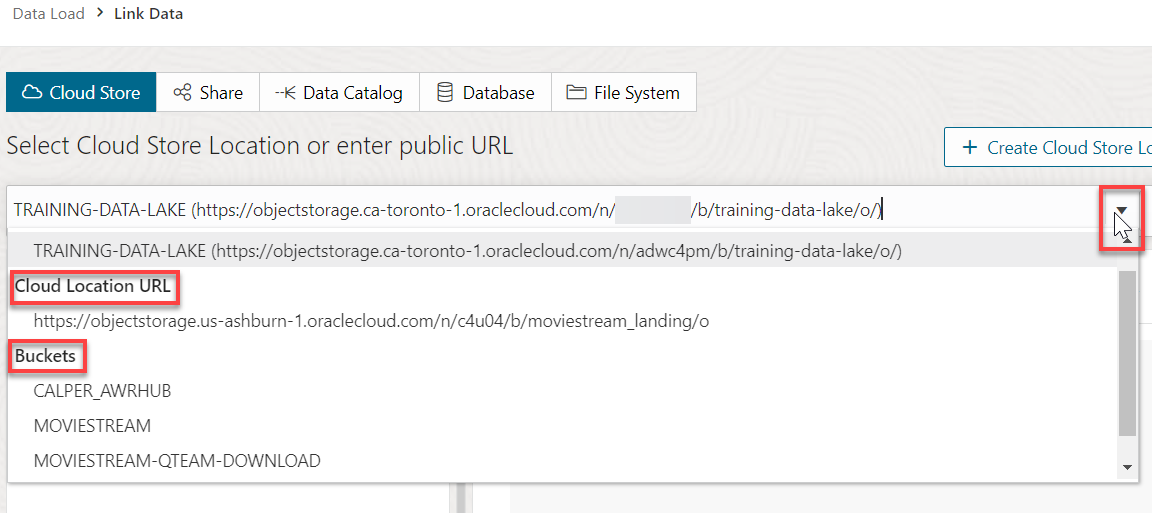 Data Load > Link Data
Cloud Store Share Data Catalog Database File System
Select Cloud Store Location or enter public URL
+ Create Cloud Store Lo
TRAINING-DATA-LAKE (https://objectstorage.ca-toronto-1.oraclecloud.com/n/ /b/training-data-lake/o/)
TRAINING-DATA-LAKE (https://objectstorage.ca-toronto-1.oraclecloud.com/n/adwc4pm/b/training-data-lake/o/)
Cloud Location URL
https://objectstorage.us-ashburn-1.oraclecloud.com/n/c4u04/b/moviestream_landing/o
Buckets
CALPER_AWRHUB
MOVIESTREAM
MOVIESTREAM-QTEAM-DOWNLOAD